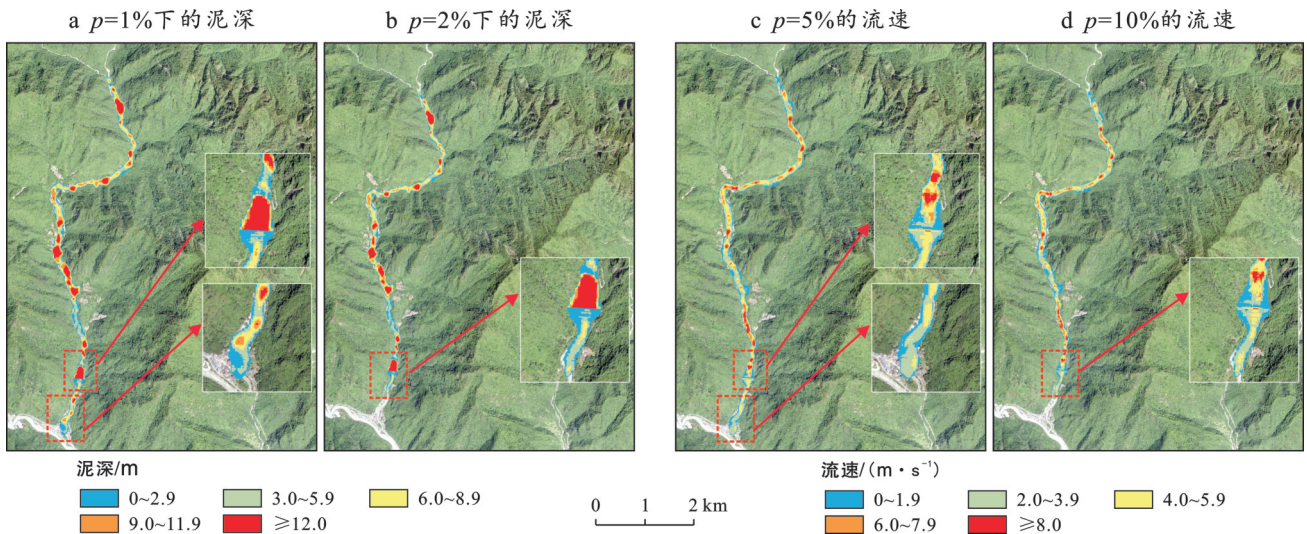 a p=1%下的泥深
b p=2%下的泥深
c p=5%的流速
d p=10%的流速
泥深/m
0~2.9
3.0~5.9
6.0~8.9
9.0~11.9
≥12.0
0 1 2 km
流速/(m·s⁻¹)
0~1.9
2.0~3.9
4.0~5.9
6.0~7.9
≥8.0